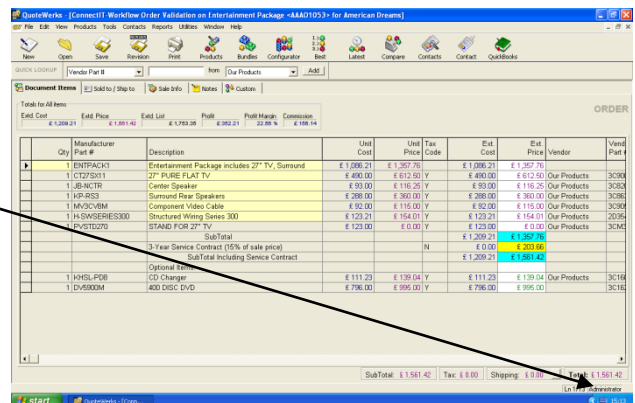 QuoteWerks - [ConnectIT-Workflow Order Validation on Entertainment Package <AAAO1053> for American Dreams]
File Edit View Products Tools Contacts Reports Utilities Window Help
New Open Save Revision Print Products Bundles Configurator Best Latest Compare Contacts Contact QuickBooks
QUICK LOOKUP Vendor Part # from Our Products Add
Document Items Sold to / Ship to Sale Info Notes Custom
Totals for All items
ORDER
Extd. Cost Extd. Price Extd. List Profit Profit Margin Commission
£ 1,209.21 £ 1,561.42 £ 352.21 22.56 %
Qty Manufacturer Part # Description Unit Cost Unit Price Tax Code Ext. Cost Ext. Price Vendor Vend Part #
1 ENTPACK1 Entertainment Package includes 27" TV, Surround £ 1,086.21 £ 1,357.76 £ 1,086.21 £ 1,357.76
1 CT27SX11 27" PURE FLAT TV £ 490.00 £ 612.50 Y £ 490.00 £ 612.50 Our Products
1 JB-NCTR Center Speaker £ 93.00 £ 116.25 Y £ 93.00 £ 116.25 Our Products
1 KP-RS3 Surround Rear Speakers £ 288.00 £ 360.00 Y £ 288.00 £ 360.00 Our Products
1 MV3CVBM Component Video Cable £ 92.00 £ 115.00 Y £ 92.00 £ 115.00 Our Products
1 H-SWSERIES300 Structured Wiring Series 300 £ 123.21 £ 154.01 Y £ 123.21 £ 154.01 Our Products
1 PVSTD270 STAND FOR 27" TV £ 123.00 £ 0.00 Y £ 123.00 £ 0.00 Our Products
SubTotal £ 1,209.21 £ 1,357.76
3-Year Service Contract (15% of sale price) N £ 0.00 £ 203.66
SubTotal Including Service Contract £ 1,209.21 £ 1,561.42
Optional Items
1 KHSL-PD8 CD Changer £ 111.23 £ 139.04 Y £ 111.23 £ 139.04 Our Products
1 DV5900M 400 DISC DVD £ 796.00 £ 995.00 Y £ 796.00 £ 995.00 Our Products
SubTotal: £ 1,561.42 Tax: £ 0.00 Shipping: £ 0.00 Total: £ 1,561.42
Administrator
start QuoteWerks - [Conn... 15:13